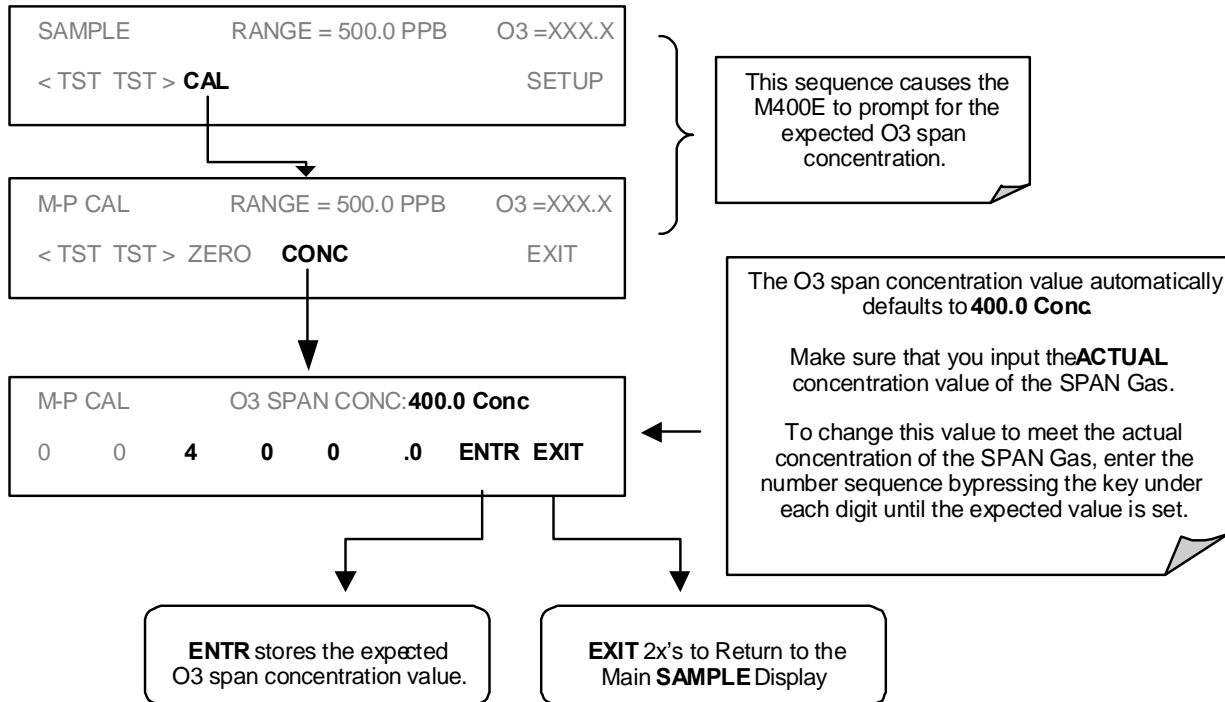 SAMPLE RANGE = 500.0 PPB O3 =XXX.X
< TST TST > CAL SETUP
This sequence causes the
M400E to prompt for the
expected O3 span
concentration.
M-P CAL RANGE = 500.0 PPB O3 =XXX.X
< TST TST > ZERO CONC EXIT
The O3 span concentration value automatically
defaults to 400.0 Conc.
Make sure that you input the ACTUAL
concentration value of the SPAN Gas.
To change this value to meet the actual
concentration of the SPAN Gas, enter the
number sequence bypressing the key under
each digit until the expected value is set.
M-P CAL O3 SPAN CONC: 400.0 Conc
0 0 4 0 0 .0 ENTR EXIT
ENTR stores the expected
O3 span concentration value.
EXIT 2x's to Return to the
Main SAMPLE Display